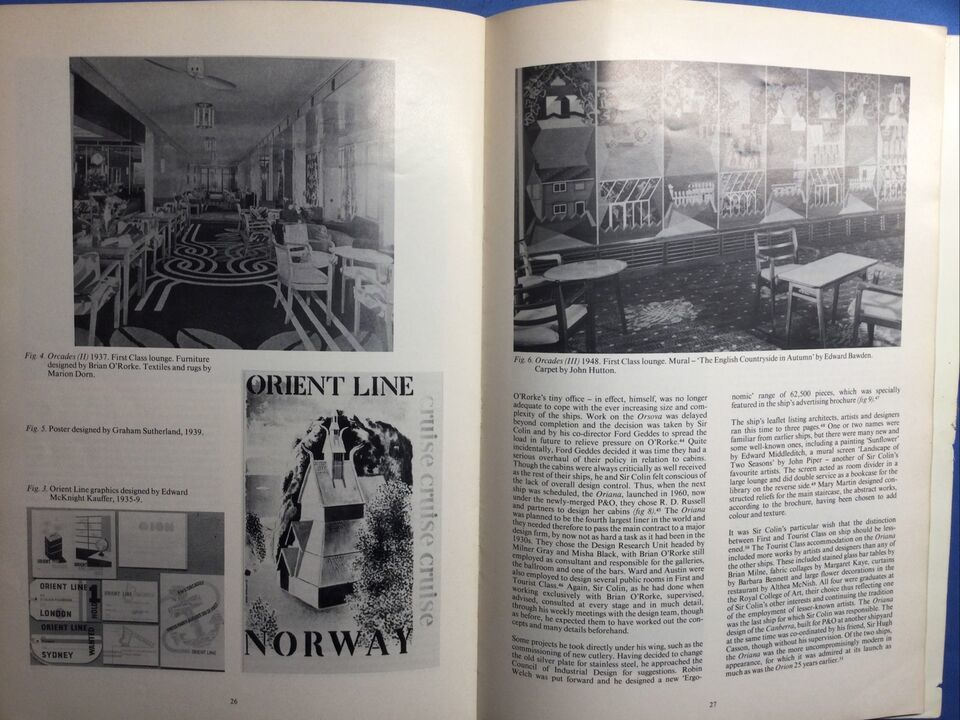 Fig. 4. Orcades (II) 1937. First Class lounge. Furniture
designed by Brian O'Rorke. Textiles and rugs by
Marion Dorn.
Fig. 5. Poster designed by Graham Sutherland, 1939.
Fig. 3. Orient Line graphics designed by Edward
McKnight Kauffer, 1935-9.
ORION
ORIENT LINE
LONDON
ORIENT LINE
SYDNEY
WANTED
ORIENT LINE
ORIENT LINE
cruise cruise cruise
NORWAY
26
Fig. 6. Orcades (III) 1948. First Class lounge. Mural – 'The English Countryside in Autumn' by Edward Bawden.
Carpet by John Hutton.
O'Rorke's tiny office – in effect, himself, was no longer
adequate to cope with the ever increasing size and com-
plexity of the ships. Work on the Orsova was delayed
beyond completion and the decision was taken by Sir
Colin and by his co-director Ford Geddes to spread the
load in future to relieve pressure on O'Rorke.⁴⁴ Quite
incidentally, Ford Geddes decided it was time they had a
serious overhaul of their policy in relation to cabins.
Though the cabins were always criticially as well received
as the rest of their ships, he and Sir Colin felt conscious of
the lack of overall design control. Thus, when the next
ship was scheduled, the Oriana, launched in 1960, now
under the newly-merged P&O, they chose R. D. Russell
and partners to design her cabins (fig 8).⁴⁵ The Oriana
was planned to be the fourth largest liner in the world and
they needed therefore to pass the main contract to a major
design firm, by now not as hard a task as it had been in the
1930s. They chose the Design Research Unit headed by
Milner Gray and Misha Black, with Brian O'Rorke still
employed as consultant and responsible for the galleries,
the ballroom and one of the bars. Ward and Austin were
also employed to design several public rooms in First and
Tourist Class.⁴⁶ Again, Sir Colin, as he had done when
working exclusively with Brian O'Rorke, supervised,
advised, consulted at every stage and in much detail,
through his weekly meetings with the design team, though
as before, he expected them to have worked out the con-
cepts and many details beforehand.
Some projects he took directly under his wing, such as the
commissioning of new cutlery. Having decided to change
the old silver plate for stainless steel, he approached the
Council of Industrial Design for suggestions. Robin
Welch was put forward and he designed a new 'Ergo-
nomic' range of 62,500 pieces, which was specially
featured in the ship's advertising brochure (fig 9).⁴⁷
The ship's leaflet listing architects, artists and designers
ran this time to three pages.⁴⁸ One or two names were
familiar from earlier ships, but there were many new and
some well-known ones, including a painting 'Sunflower'
by Edward Middleditch, a mural screen 'Landscape of
Two Seasons' by John Piper – another of Sir Colin's
favourite artists. The screen acted as room divider in a
large lounge and did double service as a bookcase for the
library on the reverse side.⁴⁹ Mary Martin designed con-
structed reliefs for the main staircase, the abstract works,
according to the brochure, having been chosen to add
colour and texture.
It was Sir Colin's particular wish that the distinction
between First and Tourist Class on ship should be less-
ened.⁵⁰ The Tourist Class accommodation on the Oriana
included more works by artists and designers than any of
the other ships. These included stained glass bar tables by
Brian Milne, fabric collages by Margaret Kaye, curtains
by Barbara Bennett and large flower decorations in the
restaurant by Althea McNish. All four were graduates at
the Royal College of Art, their choice thus reflecting one
of Sir Colin's other interests and continuing the tradition
of the employment of lesser-known artists. The Oriana
was the last ship for which Sir Colin was responsible. The
design of the Canberra, built for P&O at another shipyard
at the same time was co-ordinated by his friend, Sir Hugh
Casson, though without his supervision. Of the two ships,
the Oriana was the more uncompromisingly modern in
appearance, for which it was admired at its launch as
much as was the Orion 25 years earlier.⁵¹
27